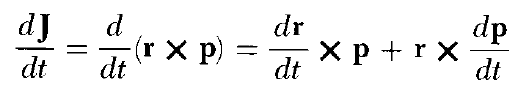 dJ/dt = d/dt (r × p) = dr/dt × p + r × dp/dt